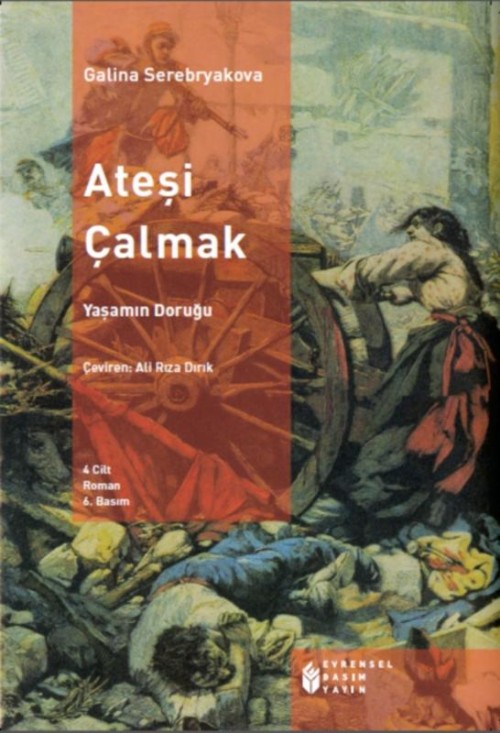 Galina Serebryakova
Ateşi
Çalmak
Yaşamın Doruğu
Çeviren: Ali Rıza Dırık
4 Cilt
Roman
6. Basım
EVRENSEL
BASIM
YAYIN